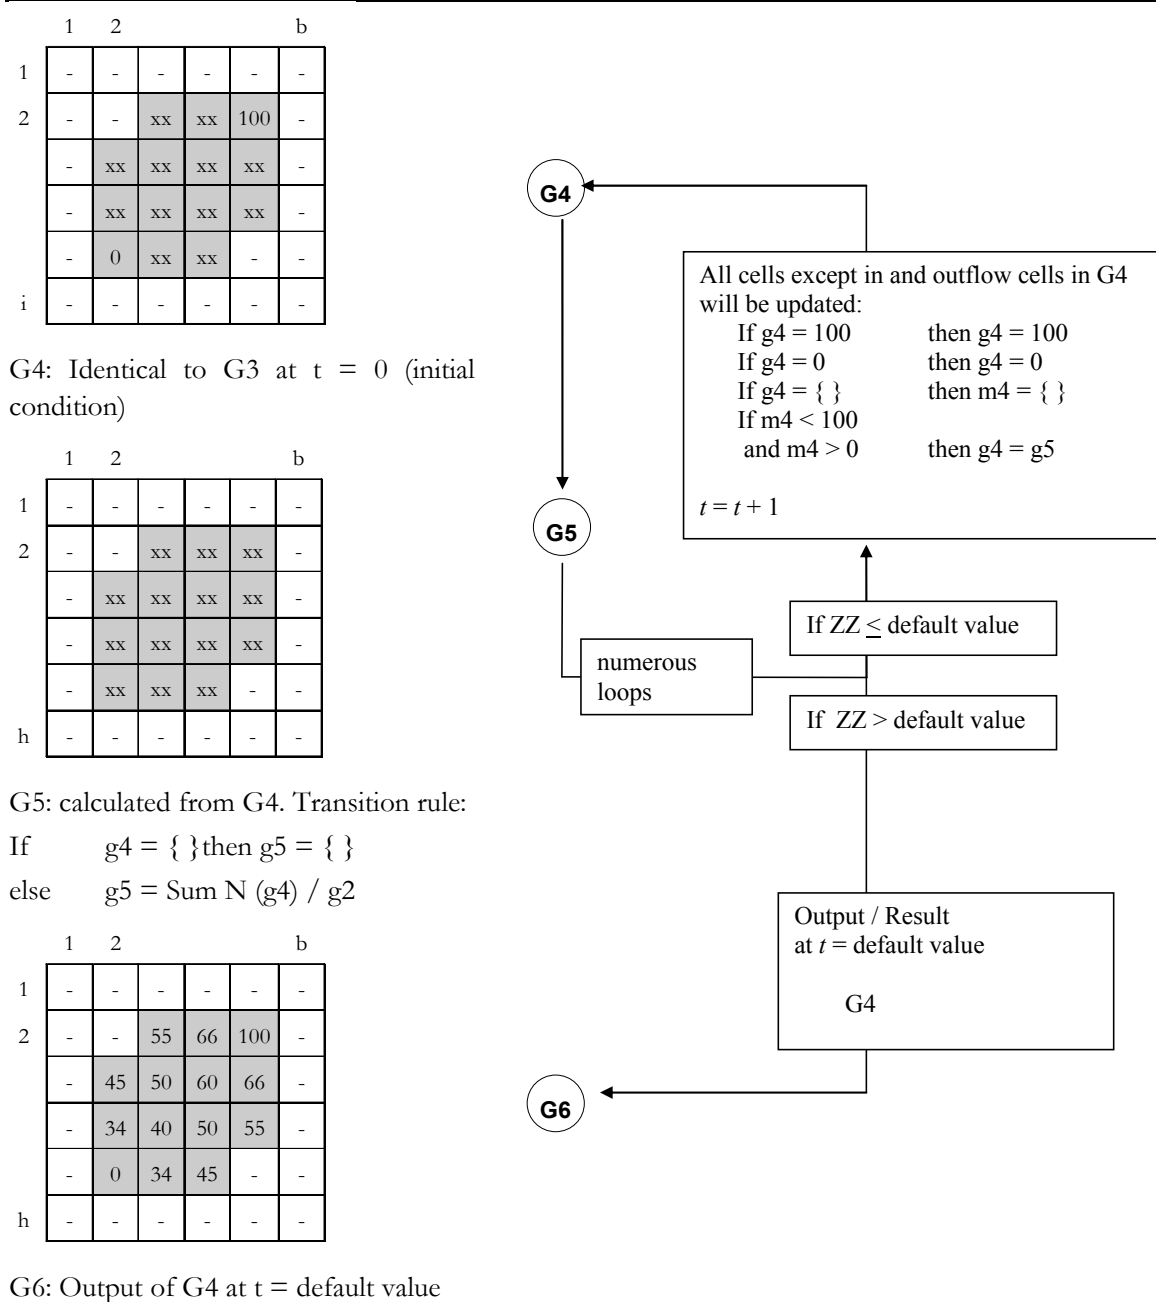 1 2 b
1 - - - - - -
2 - - xx xx 100 -
- xx xx xx xx -
- xx xx xx xx -
- 0 xx xx - -
i - - - - - -
G4: Identical to G3 at t = 0 (initial
condition)
1 2 b
1 - - - - - -
2 - - xx xx xx -
- xx xx xx xx -
- xx xx xx xx -
- xx xx xx - -
h - - - - - -
G5: calculated from G4. Transition rule:
If g4 = { }then g5 = { }
else g5 = Sum N (g4) / g2
1 2 b
1 - - - - - -
2 - - 55 66 100 -
- 45 50 60 66 -
- 34 40 50 55 -
- 0 34 45 - -
h - - - - - -
G6: Output of G4 at t = default value
G4
All cells except in and outflow cells in G4
will be updated:
If g4 = 100 then g4 = 100
If g4 = 0 then g4 = 0
If g4 = { } then m4 = { }
If m4 < 100
and m4 > 0 then g4 = g5
t = t + 1
G5
If ZZ ≤ default value
numerous
loops
If ZZ > default value
Output / Result
at t = default value
G4
G6